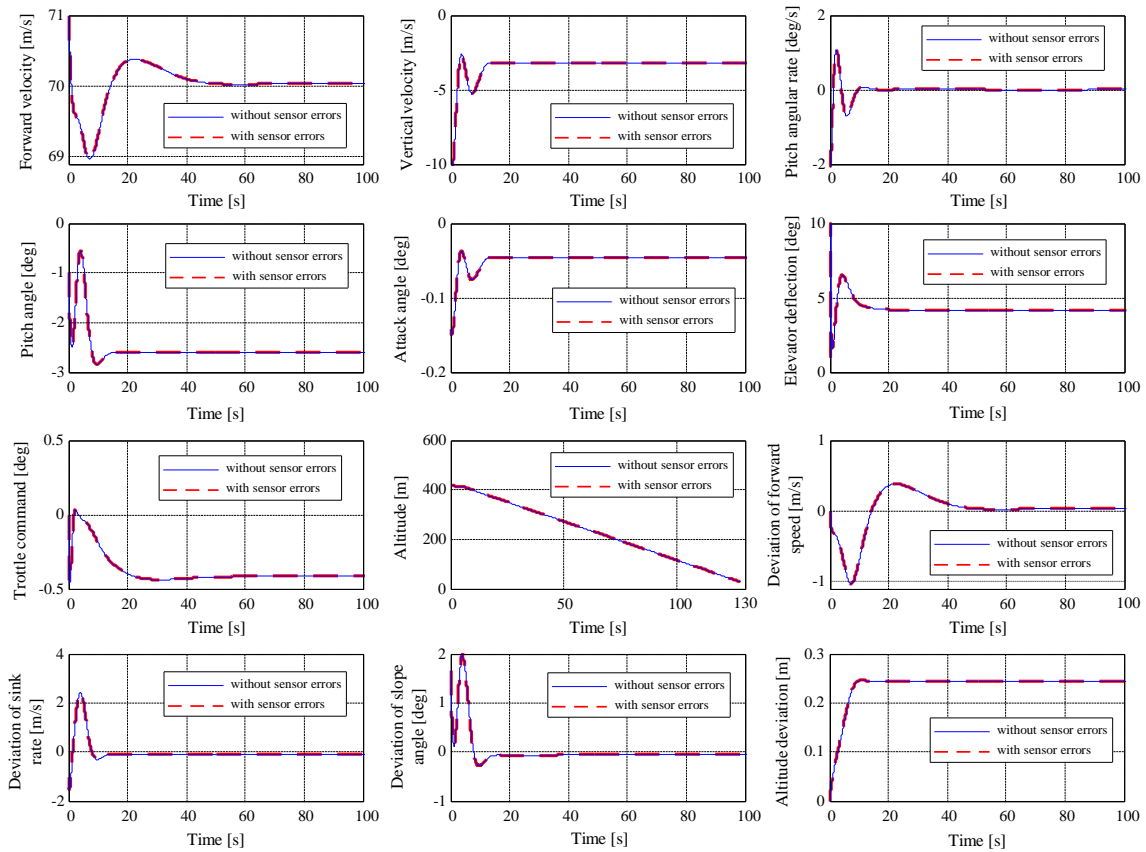 Forward velocity [m/s]
71
70
69
without sensor errors
with sensor errors
0 20 40 60 80 100
Time [s]
Vertical velocity [m/s]
0
-5
-10
without sensor errors
with sensor errors
0 20 40 60 80 100
Time [s]
Pitch angular rate [deg/s]
2
0
-2
without sensor errors
with sensor errors
0 20 40 60 80 100
Time [s]
Pitch angle [deg]
0
-1
-2
-3
without sensor errors
with sensor errors
0 20 40 60 80 100
Time [s]
Attack angle [deg]
0
-0.1
-0.2
without sensor errors
with sensor errors
0 20 40 60 80 100
Time [s]
Elevator deflection [deg]
10
5
0
without sensor errors
with sensor errors
0 20 40 60 80 100
Time [s]
Trottle command [deg]
0.5
0
-0.5
without sensor errors
with sensor errors
0 20 40 60 80 100
Time [s]
Altitude [m]
600
400
200
0
without sensor errors
with sensor errors
0 50 100 130
Time [s]
Deviation of forward
speed [m/s]
1
0
-1
without sensor errors
with sensor errors
0 20 40 60 80 100
Time [s]
Deviation of sink
rate [m/s]
4
2
0
-2
without sensor errors
with sensor errors
0 20 40 60 80 100
Time [s]
Deviation of slope
angle [deg]
2
1
0
-1
without sensor errors
with sensor errors
0 20 40 60 80 100
Time [s]
Altitude deviation [m]
0.3
0.2
0.1
0
without sensor errors
with sensor errors
0 20 40 60 80 100
Time [s]